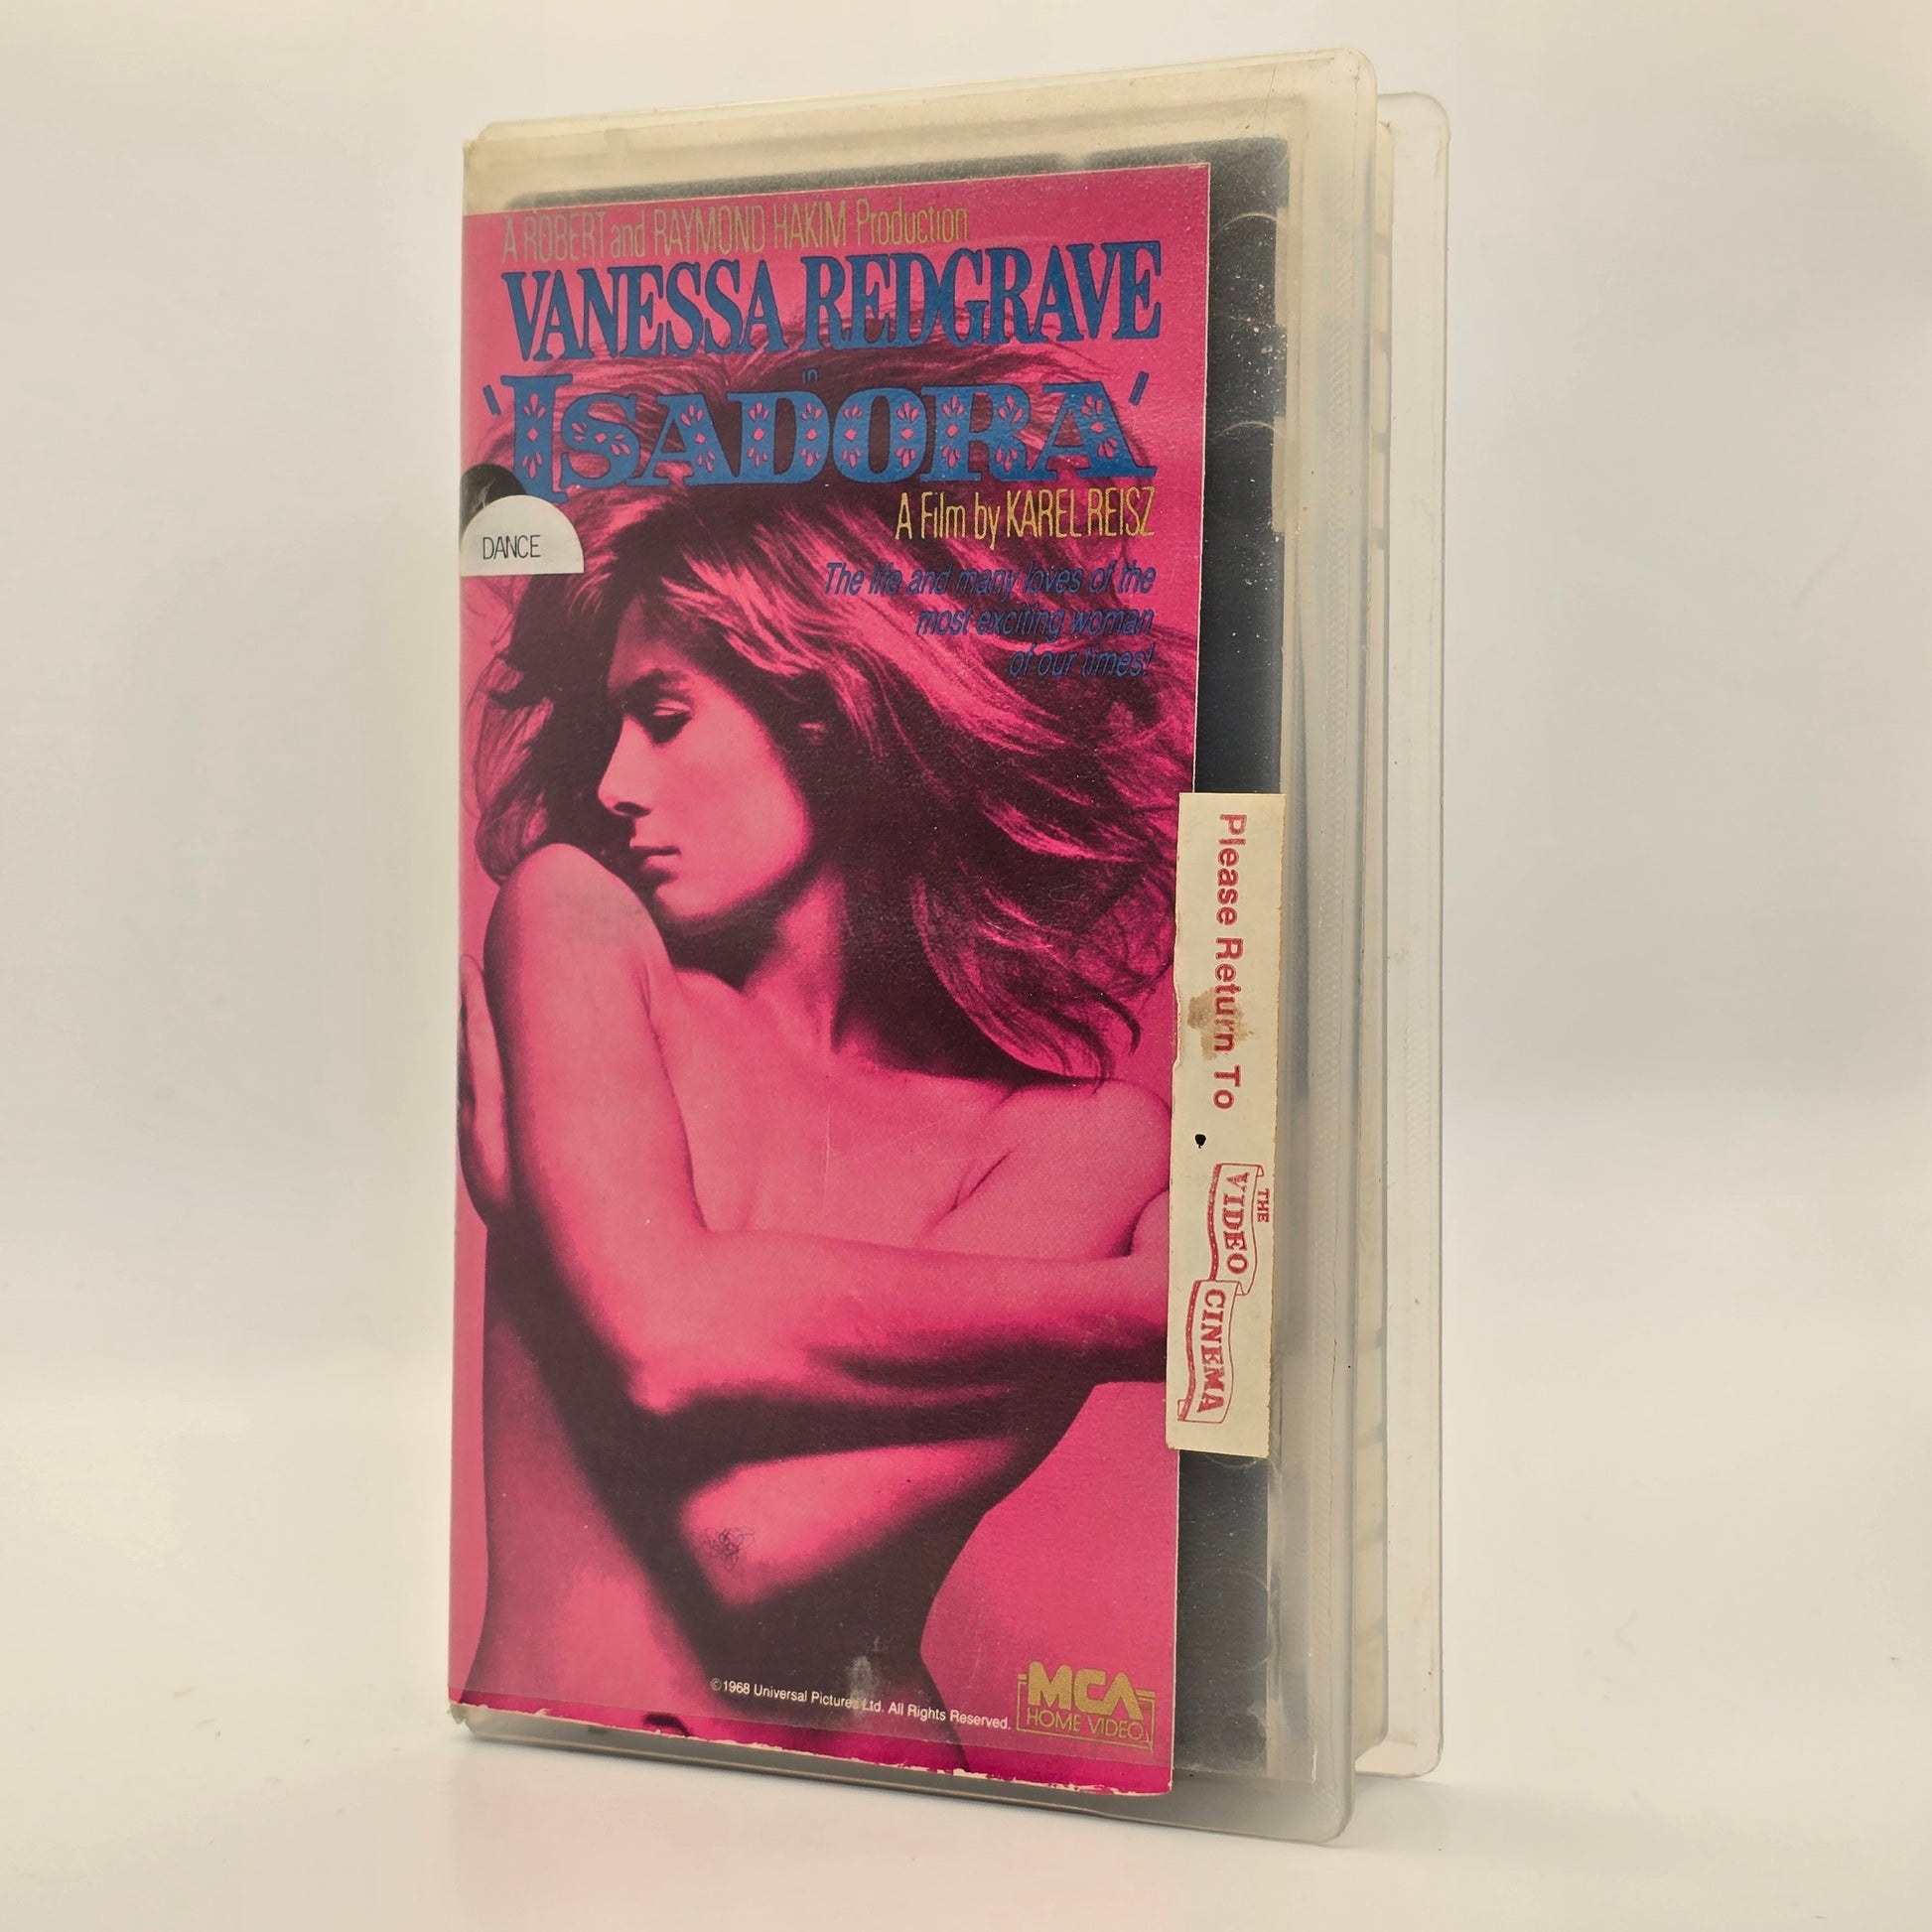 A ROBERT and RAYMOND HAKIM Production
VANESSA REDGRAVE
in
'ISADORA'
A Film by KAREL REISZ
DANCE
The life and many loves of the
most exciting woman
of our times!
Please Return To
THE
VIDEO
CINEMA
©1968 Universal Pictures Ltd. All Rights Reserved.
MCA
HOME VIDEO